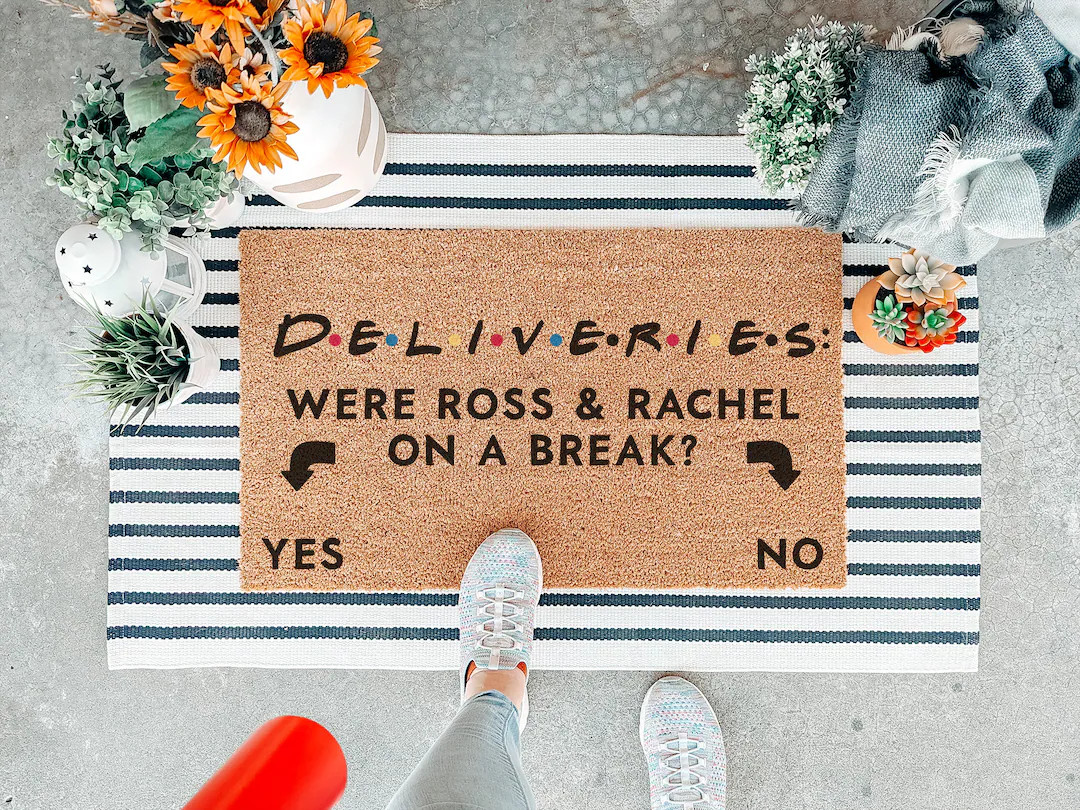 D•E•L•I•V•E•R•I•E•S:
WERE ROSS & RACHEL
ON A BREAK?
YES NO